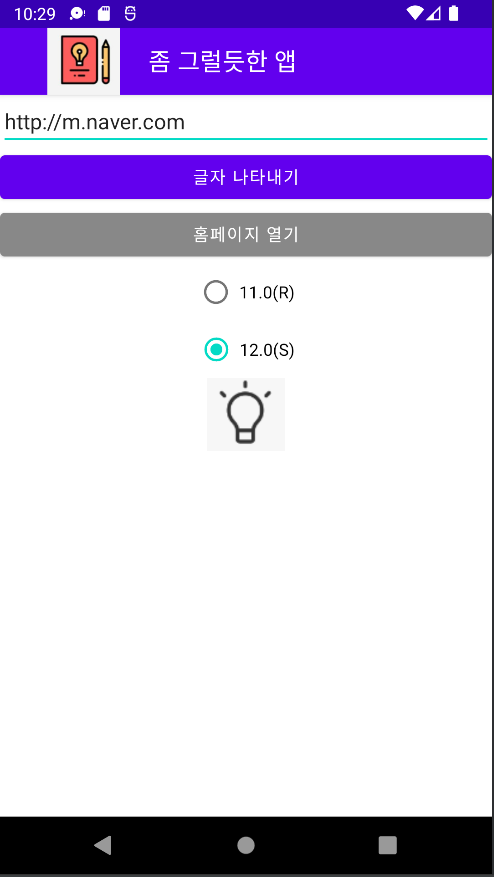 10:29
좀 그럴듯한 앱
http://m.naver.com
글자 나타내기
홈페이지 열기
11.0(R)
12.0(S)